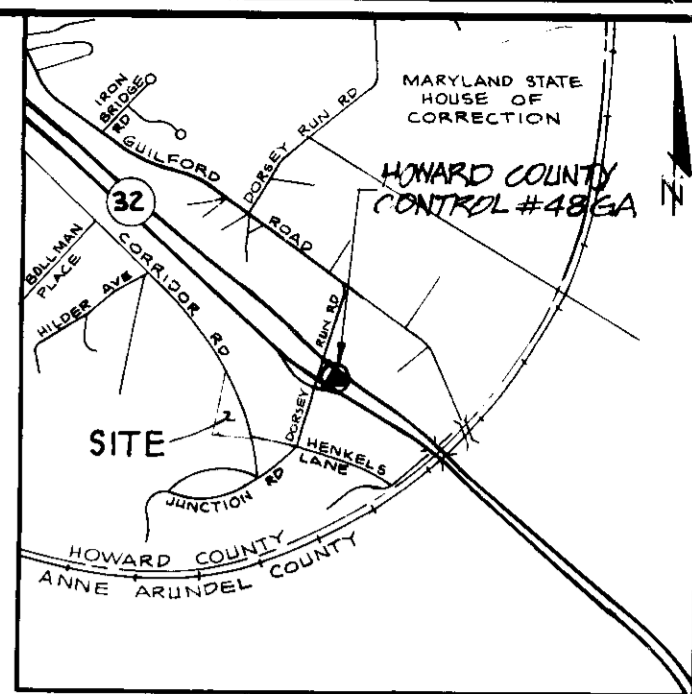 MARYLAND STATE
HOUSE OF
CORRECTION
IRON
BRIDGE
RD
GUILFORD
ROAD
DORSEY RUN RD
HOWARD COUNTY
CONTROL #48GA
N
32
BOLLMAN
PLACE
CORRIDOR RD
HILDER AVE
DORSEY RUN RD
SITE
HENKELS
LANE
JUNCTION RD
HOWARD COUNTY
ANNE ARUNDEL COUNTY